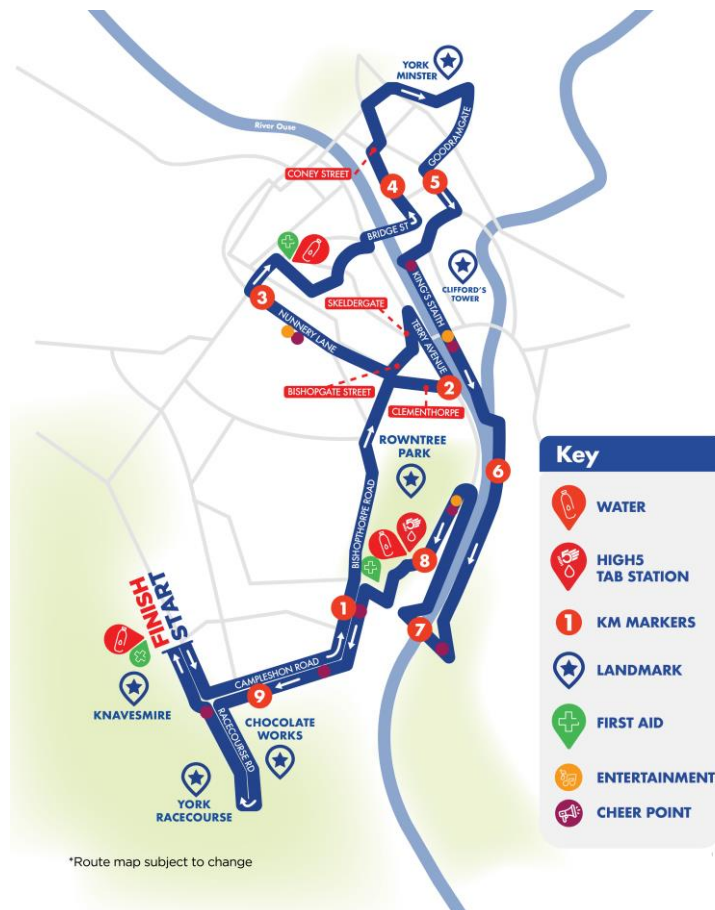 YORK
MINSTER
River Ouse
GOODRAMGATE
CONEY STREET
4
5
BRIDGE ST
KING'S STAITH
CLIFFORD'S
TOWER
3
SKELDERGATE
NUNNERY LANE
TERRY AVENUE
BISHOPGATE STREET
2
CLEMENTHORPE
ROWNTREE
PARK
6
BISHOPTHORPE ROAD
H5
8
FINISH
START
1
7
CAMPLESHON ROAD
9
KNAVESMIRE
RACECOURSE RD
CHOCOLATE
WORKS
YORK
RACECOURSE
*Route map subject to change
Key
WATER
H5
HIGH5
TAB STATION
1
KM MARKERS
LANDMARK
FIRST AID
ENTERTAINMENT
CHEER POINT